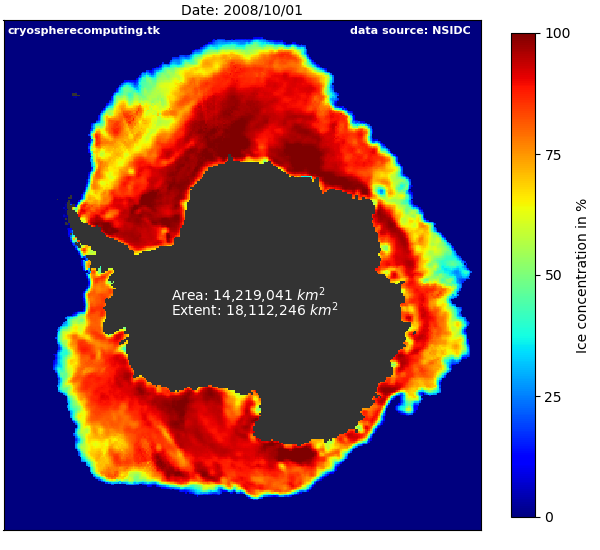 Date: 2008/10/01
cryospherecomputing.tk data source: NSIDC
100
75
50
25
0
Ice concentration in %
Area: 14,219,041 km²
Extent: 18,112,246 km²